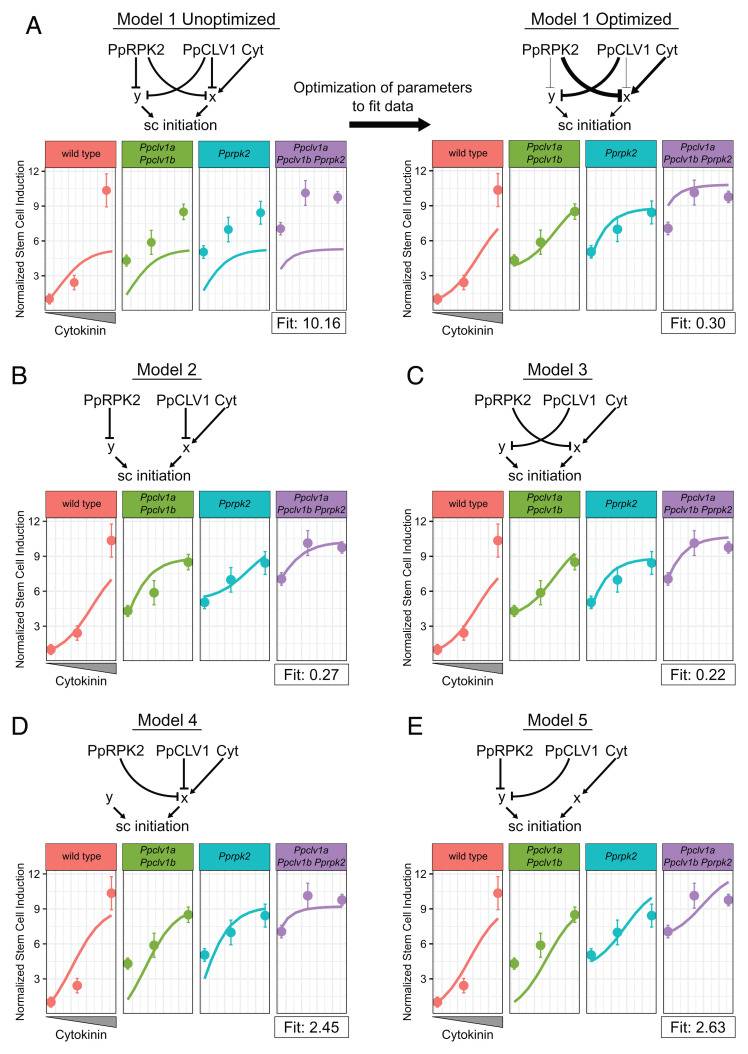 A
Model 1 Unoptimized
PpRPK2 PpCLV1 Cyt
y x
sc initiation
Optimization of parameters
to fit data
Model 1 Optimized
PpRPK2 PpCLV1 Cyt
y x
sc initiation
Normalized Stem Cell Induction
12
9
6
3
wild type
Ppclv1a
Ppclv1b
Pprpk2
Ppclv1a
Ppclv1b Pprpk2
Cytokinin
Fit: 10.16
Normalized Stem Cell Induction
12
9
6
3
wild type
Ppclv1a
Ppclv1b
Pprpk2
Ppclv1a
Ppclv1b Pprpk2
Cytokinin
Fit: 0.30
B
Model 2
PpRPK2 PpCLV1 Cyt
y x
sc initiation
Normalized Stem Cell Induction
12
9
6
3
wild type
Ppclv1a
Ppclv1b
Pprpk2
Ppclv1a
Ppclv1b Pprpk2
Cytokinin
Fit: 0.27
C
Model 3
PpRPK2 PpCLV1 Cyt
y x
sc initiation
Normalized Stem Cell Induction
12
9
6
3
wild type
Ppclv1a
Ppclv1b
Pprpk2
Ppclv1a
Ppclv1b Pprpk2
Cytokinin
Fit: 0.22
D
Model 4
PpRPK2 PpCLV1 Cyt
y x
sc initiation
Normalized Stem Cell Induction
12
9
6
3
wild type
Ppclv1a
Ppclv1b
Pprpk2
Ppclv1a
Ppclv1b Pprpk2
Cytokinin
Fit: 2.45
E
Model 5
PpRPK2 PpCLV1 Cyt
y x
sc initiation
Normalized Stem Cell Induction
12
9
6
3
wild type
Ppclv1a
Ppclv1b
Pprpk2
Ppclv1a
Ppclv1b Pprpk2
Cytokinin
Fit: 2.63